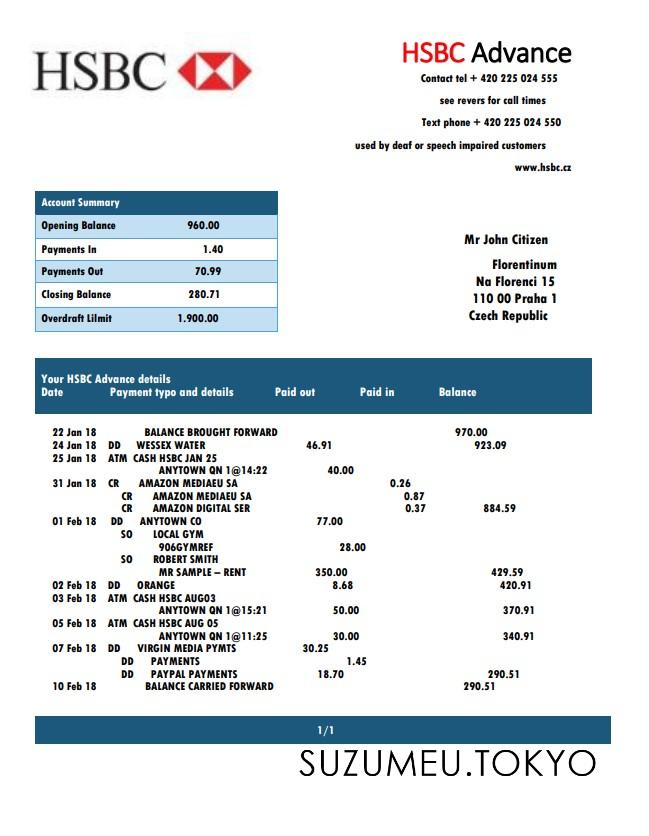 HSBC
HSBC Advance
Contact tel + 420 225 024 555
see revers for call times
Text phone + 420 225 024 550
used by deaf or speech impaired customers
www.hsbc.cz
Account Summary
Opening Balance 960.00
Payments In 1.40
Payments Out 70.99
Closing Balance 280.71
Overdraft Lilmit 1.900.00
Mr John Citizen
Florentinum
Na Florenci 15
110 00 Praha 1
Czech Republic
Your HSBC Advance details
Date Payment typo and details Paid out Paid in Balance
22 Jan 18 BALANCE BROUGHT FORWARD 970.00
24 Jan 18 DD WESSEX WATER 46.91 923.09
25 Jan 18 ATM CASH HSBC JAN 25
ANYTOWN QN 1@14:22 40.00
31 Jan 18 CR AMAZON MEDIAEU SA 0.26
CR AMAZON MEDIAEU SA 0.87
CR AMAZON DIGITAL SER 0.37 884.59
01 Feb 18 DD ANYTOWN CO 77.00
SO LOCAL GYM
906GYMREF 28.00
SO ROBERT SMITH
MR SAMPLE – RENT 350.00 429.59
02 Feb 18 DD ORANGE 8.68 420.91
03 Feb 18 ATM CASH HSBC AUG03
ANYTOWN QN 1@15:21 50.00 370.91
05 Feb 18 ATM CASH HSBC AUG 05
ANYTOWN QN 1@11:25 30.00 340.91
07 Feb 18 DD VIRGIN MEDIA PYMTS 30.25
DD PAYMENTS 1.45
DD PAYPAL PAYMENTS 18.70 290.51
10 Feb 18 BALANCE CARRIED FORWARD 290.51
1/1
SUZUMEU.TOKYO